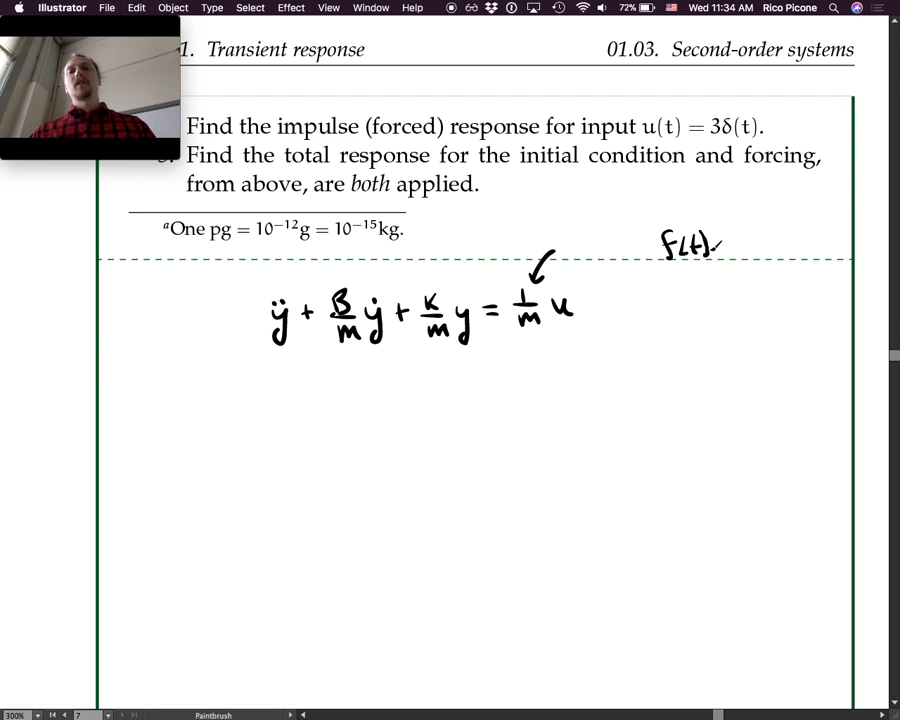 Illustrator File Edit Object Type Select Effect View Window Help 72% Wed 11:34 AM Rico Picone
1. Transient response 01.03. Second-order systems
Find the impulse (forced) response for input u(t) = 3δ(t).
Find the total response for the initial condition and forcing,
from above, are both applied.
ᵃOne pg = 10⁻¹²g = 10⁻¹⁵kg.
f(t)
ÿ + B/m ẏ + K/m y = 1/m u
300% 7 Paintbrush